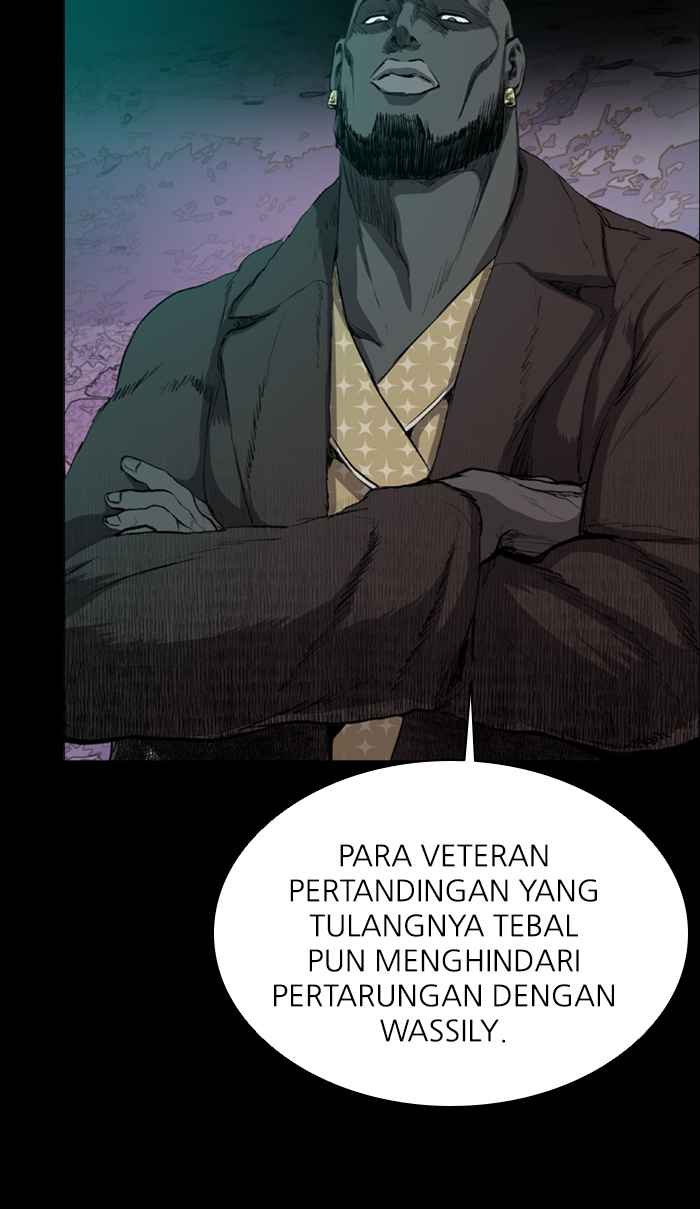 PARA VETERAN
PERTANDINGAN YANG
TULANGNYA TEBAL
PUN MENGHINDARI
PERTARUNGAN DENGAN
WASSILY.